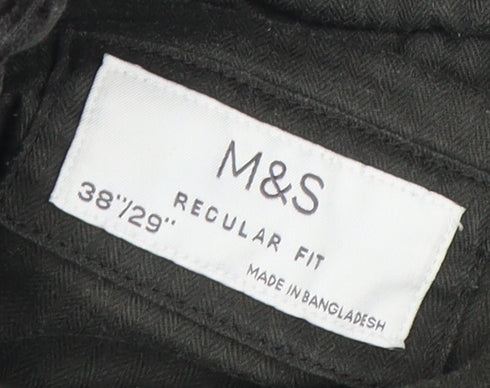 M&S
REGULAR FIT
38"/29"
MADE IN BANGLADESH